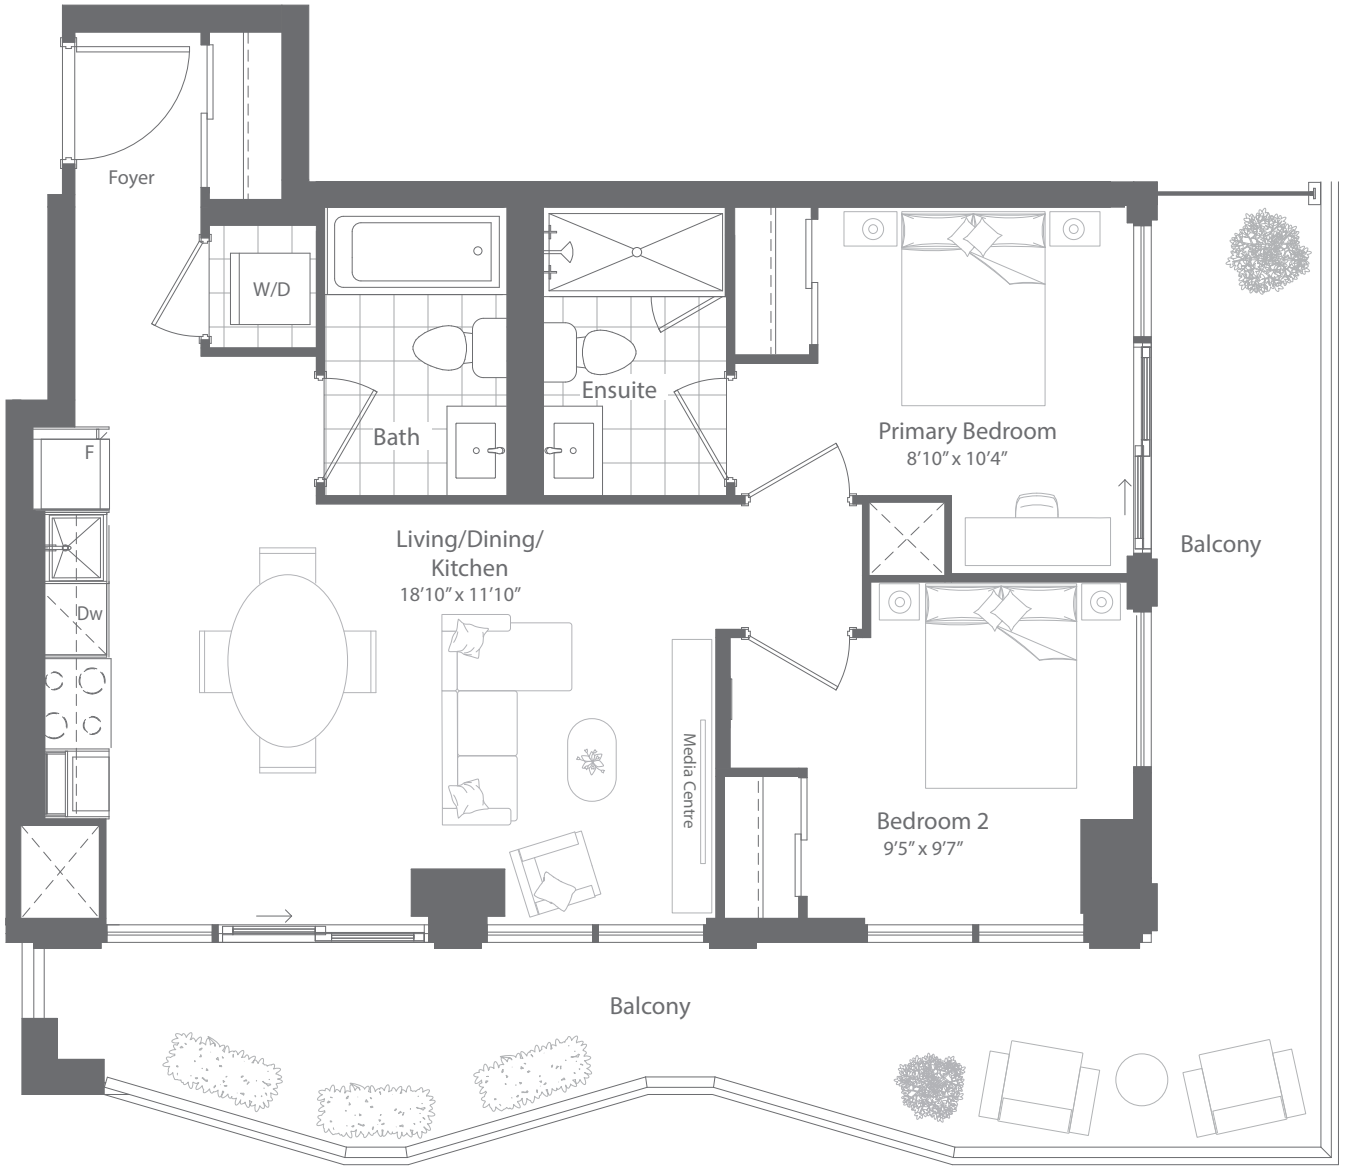 Foyer
W/D
Bath
Ensuite
Primary Bedroom
8’10” x 10’4”
F
Living/Dining/
Kitchen
18’10” x 11’10”
Balcony
Dw
Media Centre
Bedroom 2
9’5” x 9’7”
Balcony